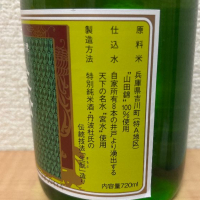 原料米 兵庫県吉川町(特A地区)
「山田錦」100%使用
仕込水 自家所有8本の井戸より湧出する
天下の名水「宮水」使用
製造方法 特別純米酒・丹波杜氏の
伝統技法
内容量720ml